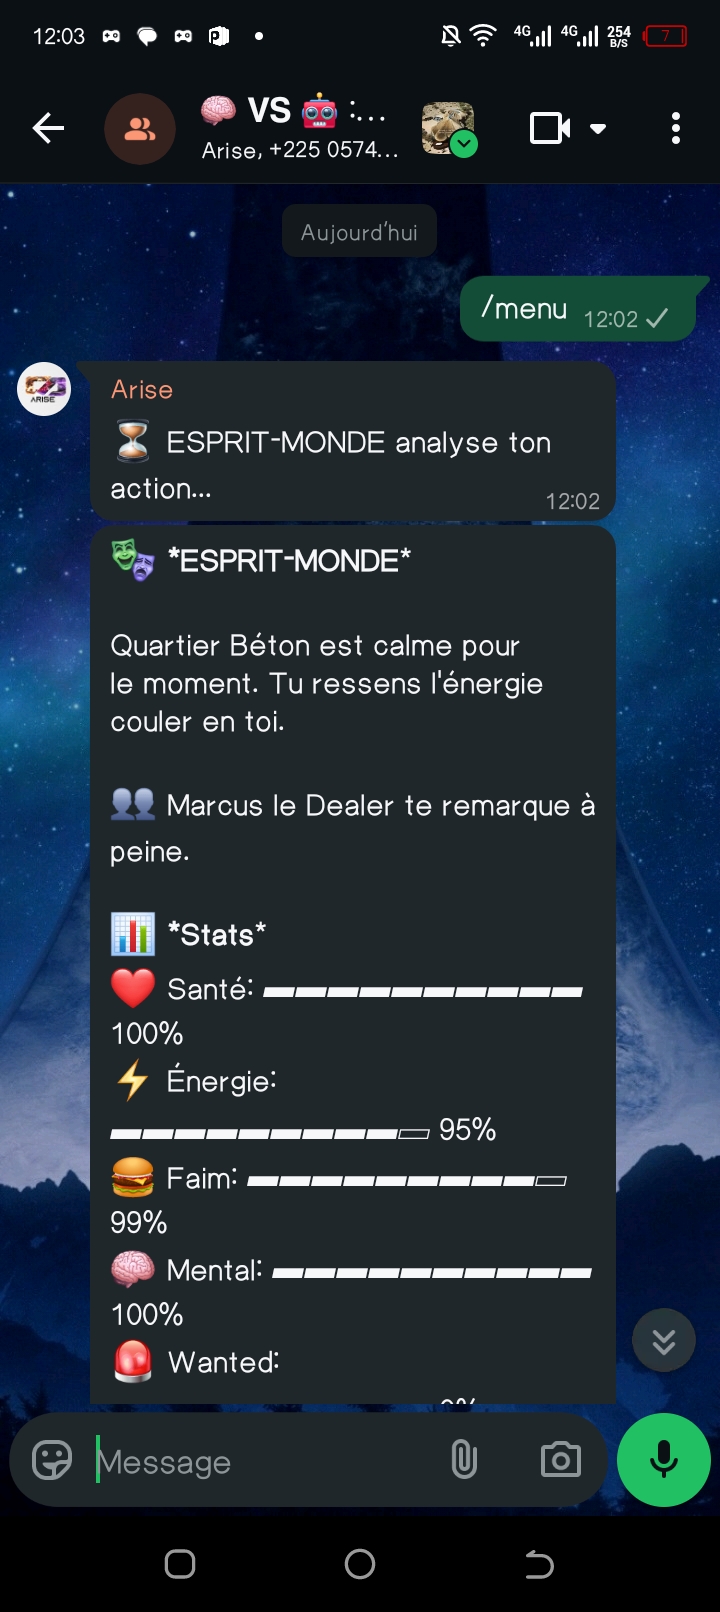 12:03
4G 4G 254 B/S 7
🧠 VS 🤖 :...
Arise, +225 0574...
Aujourd'hui
/menu 12:02
ARISE
Arise
⏳ ESPRIT-MONDE analyse ton
action...
12:02
🎭 *ESPRIT-MONDE*
Quartier Béton est calme pour
le moment. Tu ressens l'énergie
couler en toi.
👥 Marcus le Dealer te remarque à
peine.
📊 *Stats*
❤️ Santé: ▰▰▰▰▰▰▰▰▰▰
100%
⚡ Énergie:
▰▰▰▰▰▰▰▰▰▱ 95%
🍔 Faim: ▰▰▰▰▰▰▰▰▰▱
99%
🧠 Mental: ▰▰▰▰▰▰▰▰▰▰
100%
🚨 Wanted:
Message